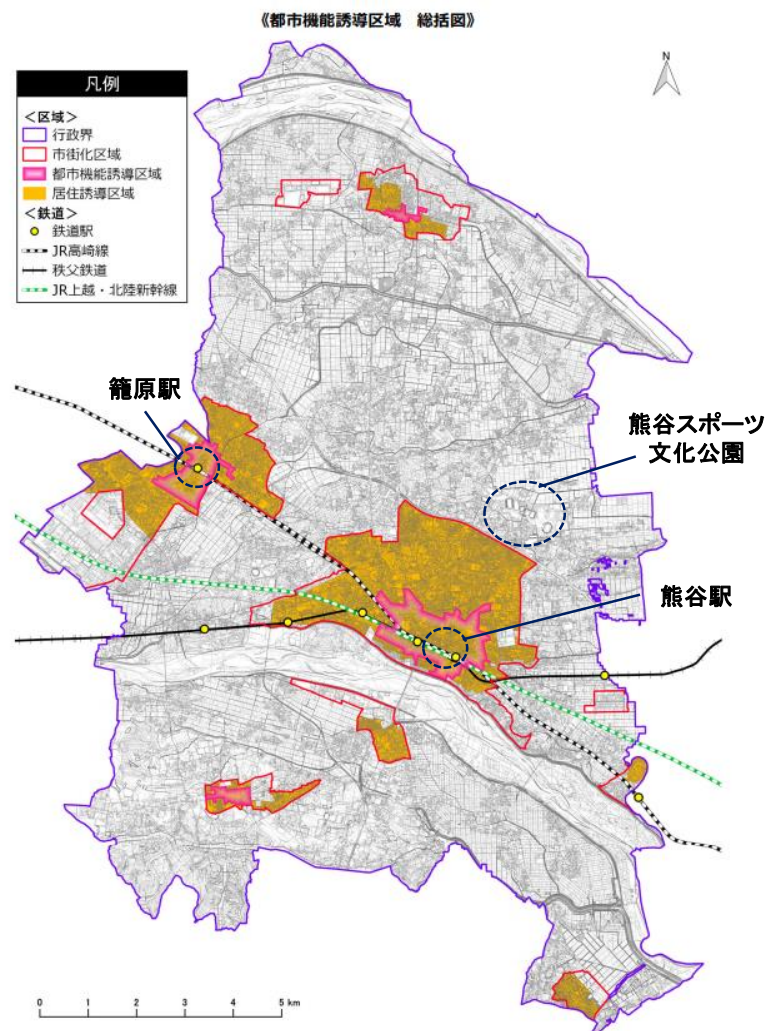 《都市機能誘導区域 総括図》
N
凡例
＜区域＞
行政界
市街化区域
都市機能誘導区域
居住誘導区域
＜鉄道＞
鉄道駅
JR高崎線
秩父鉄道
JR上越・北陸新幹線
籠原駅
熊谷スポーツ
文化公園
熊谷駅
0 1 2 3 4 5 km